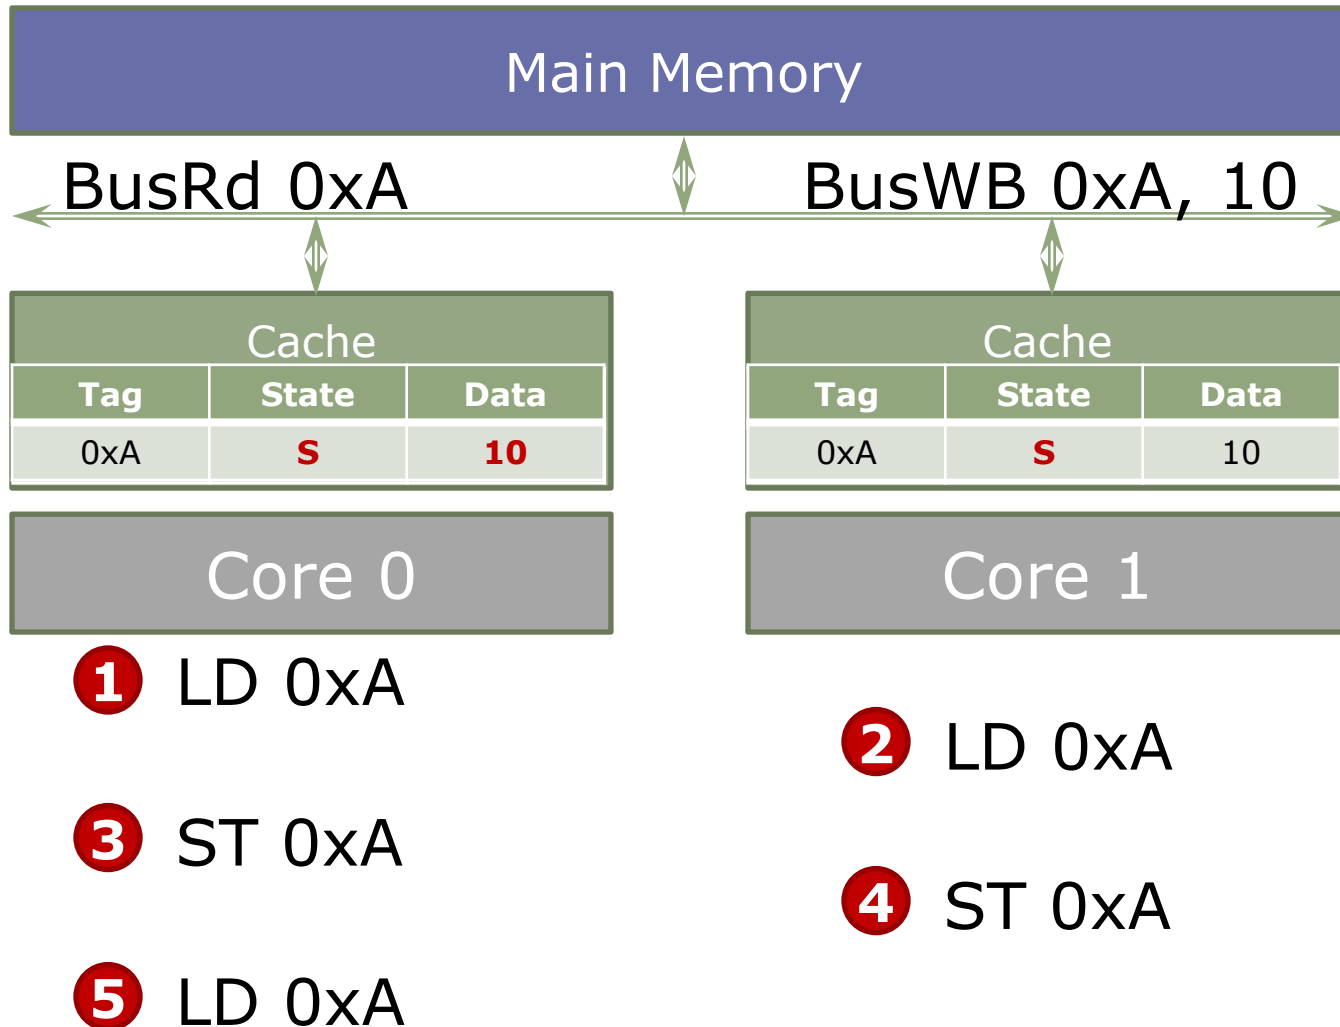 Main Memory
BusRd 0xA
BusWB 0xA, 10
Cache
Tag State Data
0xA S 10
Cache
Tag State Data
0xA S 10
Core 0
Core 1
1 LD 0xA
2 LD 0xA
3 ST 0xA
4 ST 0xA
5 LD 0xA